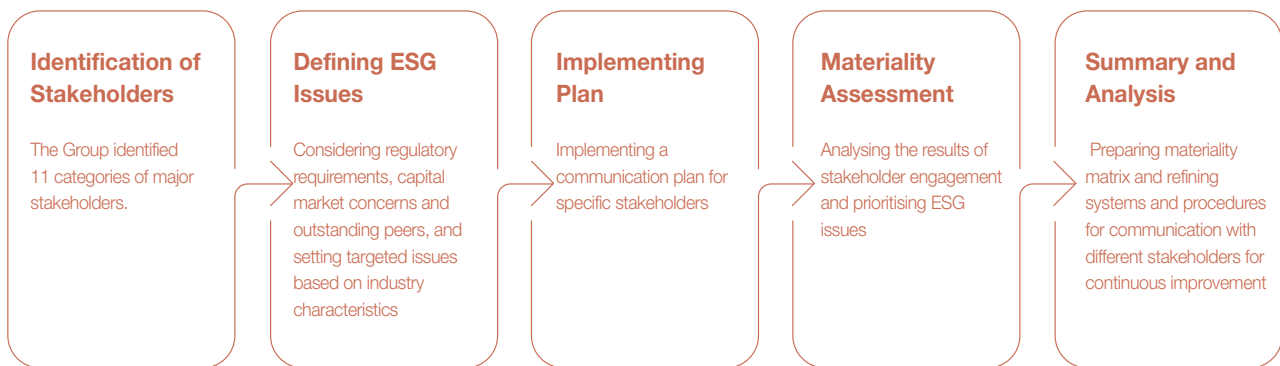 Identification of
Stakeholders
The Group identified
11 categories of major
stakeholders.
Defining ESG
Issues
Considering regulatory
requirements, capital
market concerns and
outstanding peers, and
setting targeted issues
based on industry
characteristics
Implementing
Plan
Implementing a
communication plan for
specific stakeholders
Materiality
Assessment
Analysing the results of
stakeholder engagement
and prioritising ESG
issues
Summary and
Analysis
Preparing materiality
matrix and refining
systems and procedures
for communication with
different stakeholders for
continuous improvement